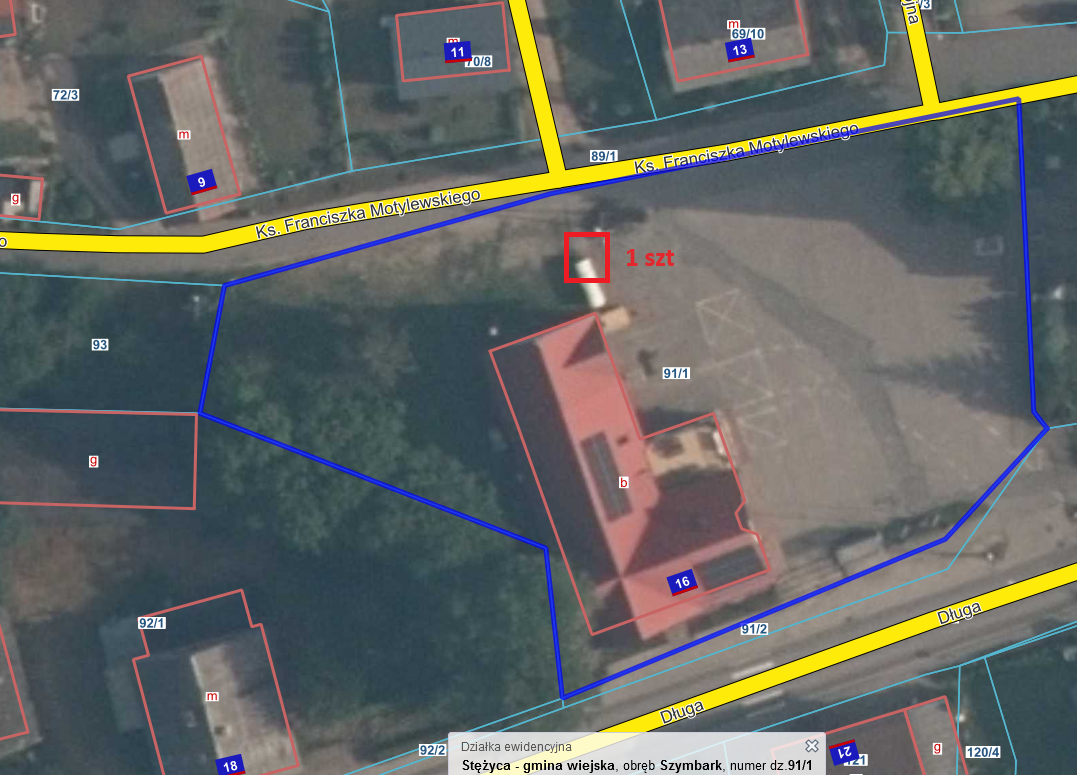 /3
jna
m
69/10
13
m
11
70/8
72/3
m
9
g
89/1
Ks. Franciszka Motylewskiego
Ks. Franciszka Motylewskiego
o
1 szt
93
91/1
g
b
16
92/1
91/2
Długa
m
Długa
18
92/2
21
121
g
120/4
Działka ewidencyjna
Stężyca - gmina wiejska, obręb Szymbark, numer dz.91/1